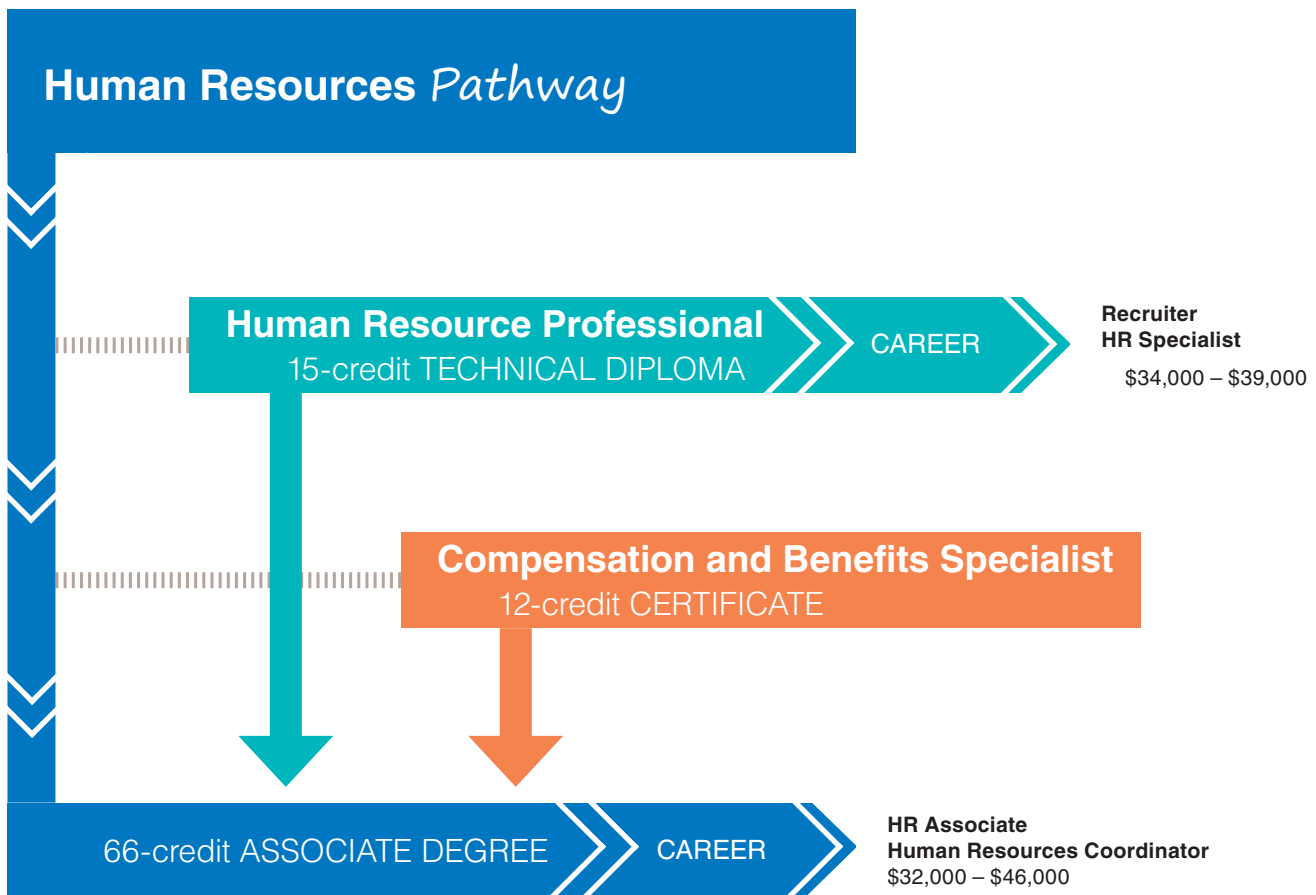 Human Resources Pathway
Human Resource Professional
15-credit TECHNICAL DIPLOMA
CAREER
Recruiter
HR Specialist
$34,000 – $39,000
Compensation and Benefits Specialist
12-credit CERTIFICATE
66-credit ASSOCIATE DEGREE
CAREER
HR Associate
Human Resources Coordinator
$32,000 – $46,000